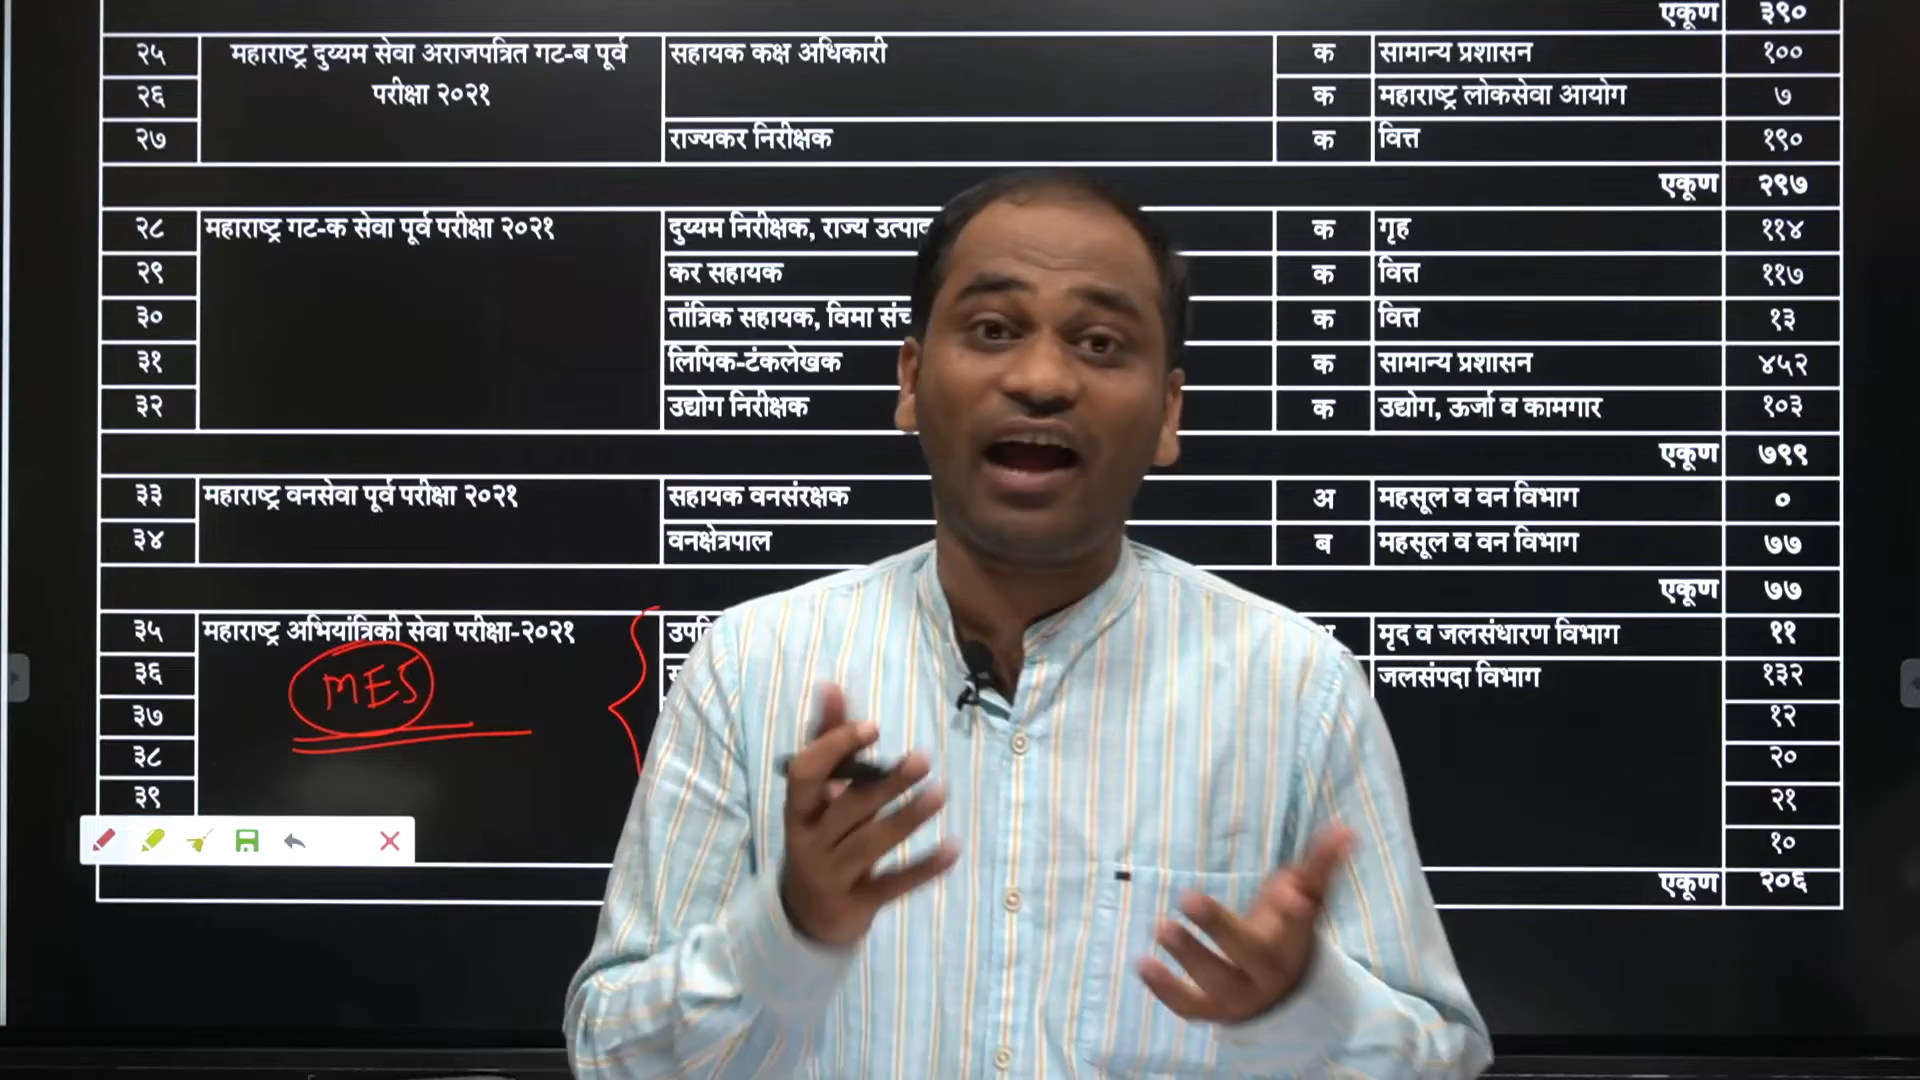 एकूण ३९०
२५ महाराष्ट्र दुय्यम सेवा अराजपत्रित गट-ब पूर्व सहायक कक्ष अधिकारी क सामान्य प्रशासन १००
२६ परीक्षा २०२१ क महाराष्ट्र लोकसेवा आयोग ७
२७ राज्यकर निरीक्षक क वित्त १९०
एकूण २९७
२८ महाराष्ट्र गट-क सेवा पूर्व परीक्षा २०२१ दुय्यम निरीक्षक, राज्य क गृह ११४
२९ कर सहायक क वित्त ११७
३० तांत्रिक सहायक, विमा क वित्त १३
३१ लिपिक-टंकलेखक क सामान्य प्रशासन ४५२
३२ उद्योग निरीक्षक क उद्योग, ऊर्जा व कामगार १०३
एकूण ७९९
३३ महाराष्ट्र वनसेवा पूर्व परीक्षा २०२१ सहायक वनसंरक्षक अ महसूल व वन विभाग ०
३४ वनक्षेत्रपाल ब महसूल व वन विभाग ७७
एकूण ७७
३५ महाराष्ट्र अभियांत्रिकी सेवा परीक्षा-२०२१ मृद व जलसंधारण विभाग ११
३६ MES जलसंपदा विभाग १३२
३७ १२
३८ २०
३९ २१
१०
एकूण २०६